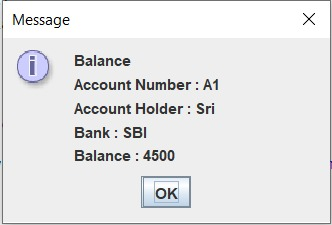 Message
Balance
Account Number : A1
Account Holder : Sri
Bank : SBI
Balance : 4500
OK